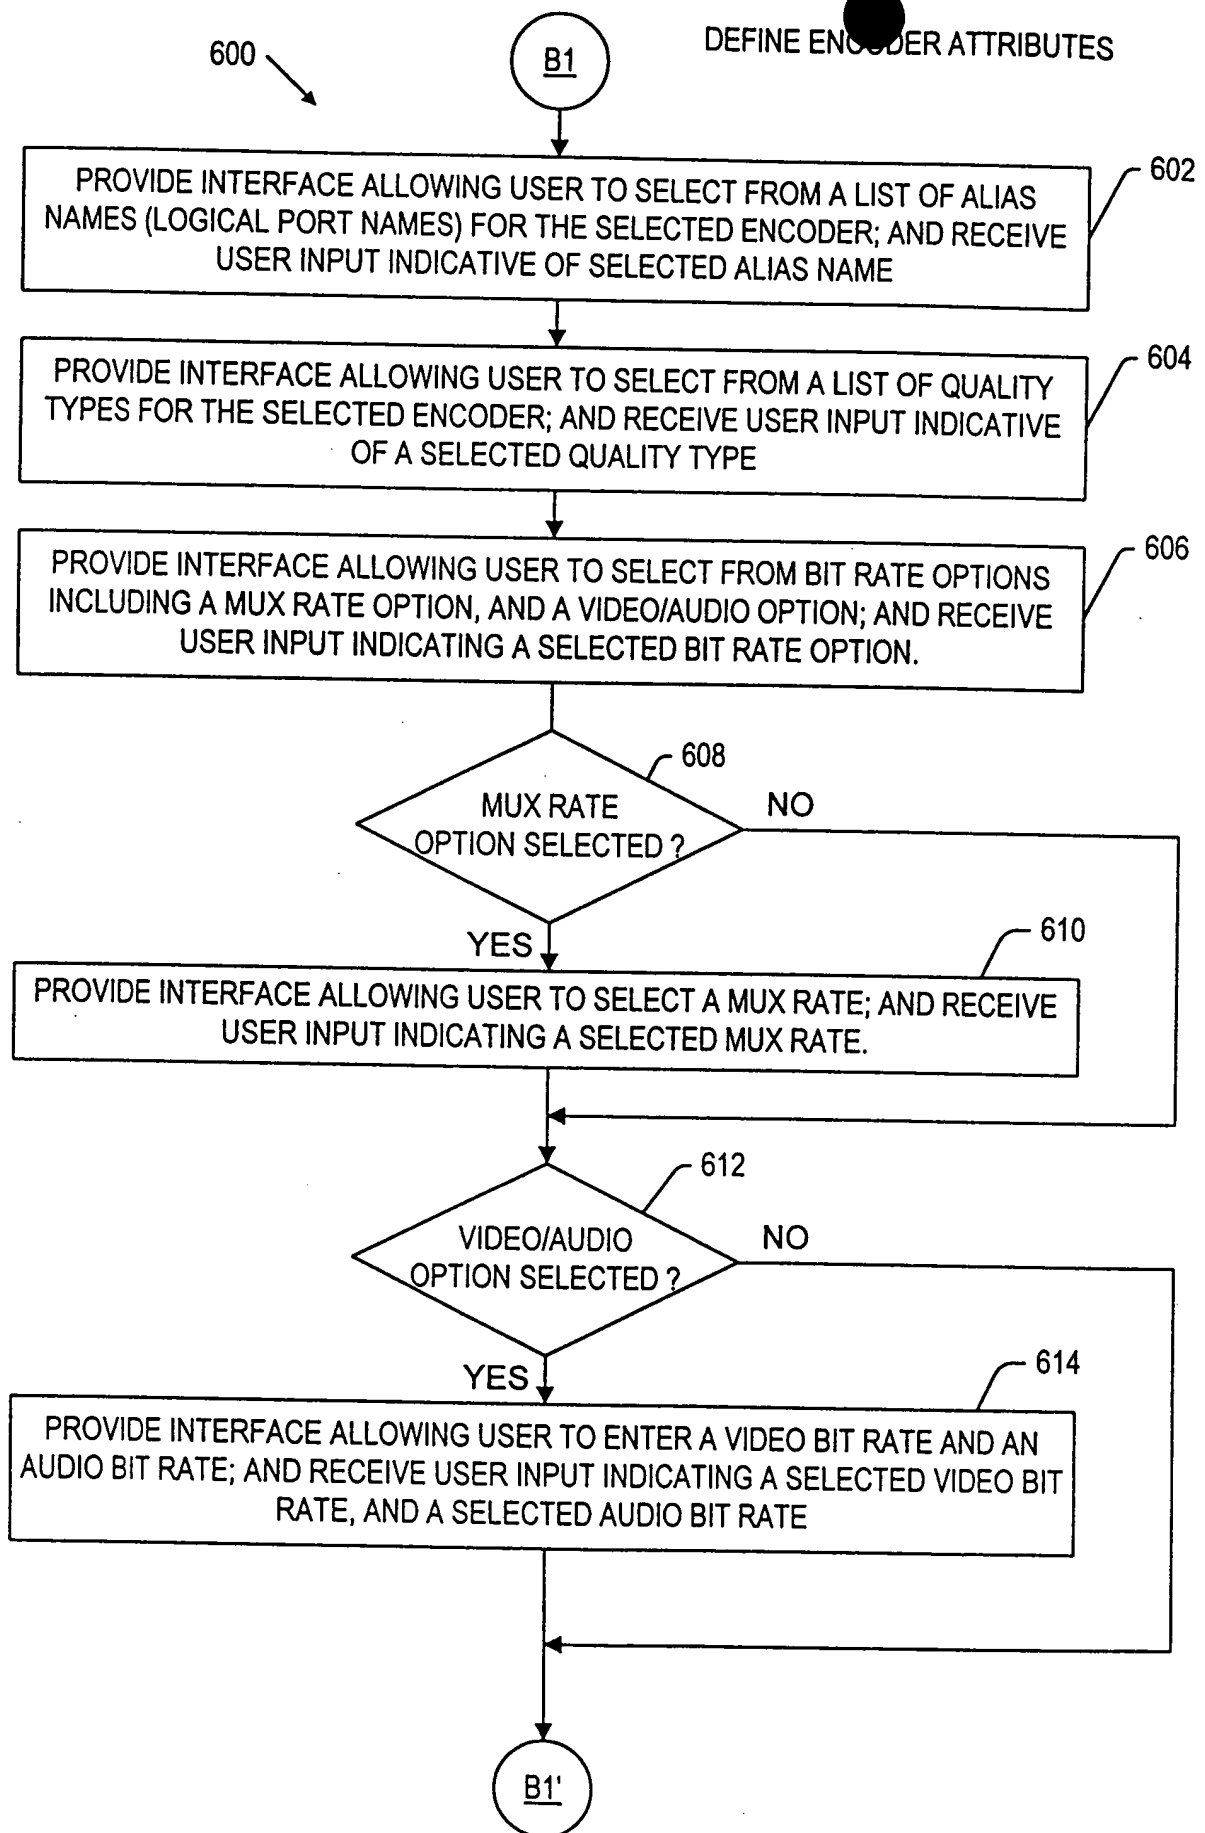 600
B1
DEFINE ENCODER ATTRIBUTES
602
PROVIDE INTERFACE ALLOWING USER TO SELECT FROM A LIST OF ALIAS
NAMES (LOGICAL PORT NAMES) FOR THE SELECTED ENCODER; AND RECEIVE
USER INPUT INDICATIVE OF SELECTED ALIAS NAME
604
PROVIDE INTERFACE ALLOWING USER TO SELECT FROM A LIST OF QUALITY
TYPES FOR THE SELECTED ENCODER; AND RECEIVE USER INPUT INDICATIVE
OF A SELECTED QUALITY TYPE
606
PROVIDE INTERFACE ALLOWING USER TO SELECT FROM BIT RATE OPTIONS
INCLUDING A MUX RATE OPTION, AND A VIDEO/AUDIO OPTION; AND RECEIVE
USER INPUT INDICATING A SELECTED BIT RATE OPTION.
608
MUX RATE
OPTION SELECTED ?
NO
YES
610
PROVIDE INTERFACE ALLOWING USER TO SELECT A MUX RATE; AND RECEIVE
USER INPUT INDICATING A SELECTED MUX RATE.
612
VIDEO/AUDIO
OPTION SELECTED ?
NO
YES
614
PROVIDE INTERFACE ALLOWING USER TO ENTER A VIDEO BIT RATE AND AN
AUDIO BIT RATE; AND RECEIVE USER INPUT INDICATING A SELECTED VIDEO BIT
RATE, AND A SELECTED AUDIO BIT RATE
B1'